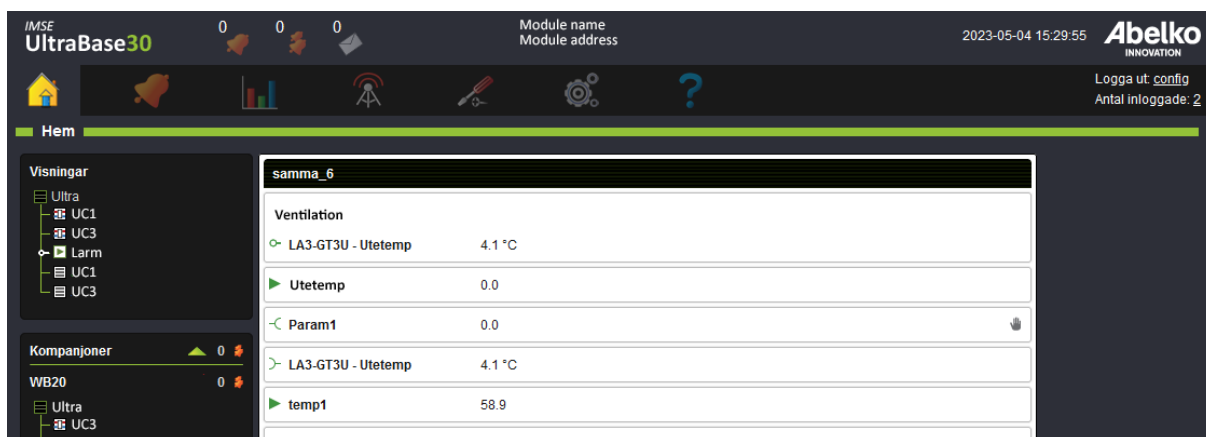 IMSE
UltraBase30
0
0
0
Module name
Module address
2023-05-04 15:29:55
Abelko
INNOVATION
?
Logga ut: config
Antal inloggade: 2
Hem
Visningar
Ultra
UC1
UC3
Larm
UC1
UC3
Kompanjoner 0
WB20 0
Ultra
UC3
samma_6
Ventilation
LA3-GT3U - Utetemp 4.1 °C
Utetemp 0.0
Param1 0.0
LA3-GT3U - Utetemp 4.1 °C
temp1 58.9